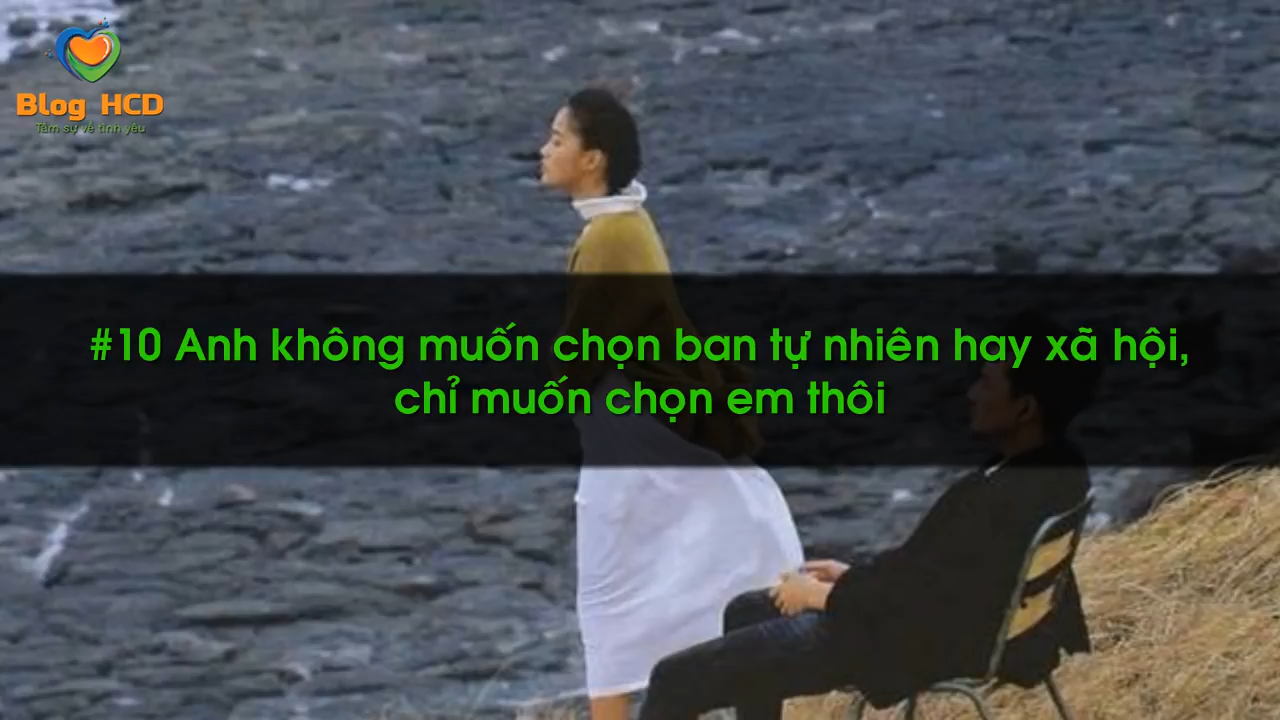 Blog HCD
Tâm sự về tình yêu
#10 Anh không muốn chọn ban tự nhiên hay xã hội,
chỉ muốn chọn em thôi